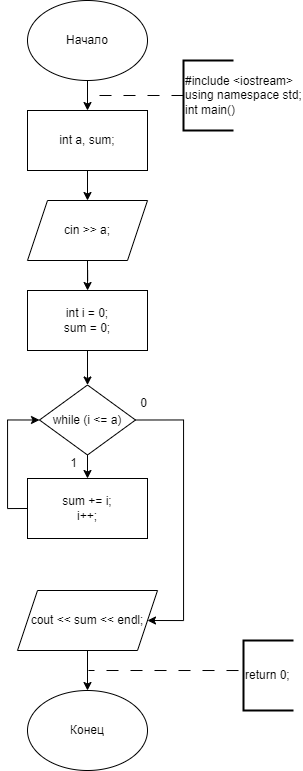 Начало
#include <iostream>
using namespace std;
int main()
int a, sum;
cin >> a;
int i = 0;
sum = 0;
while (i <= a)
0
1
sum += i;
i++;
cout << sum << endl;
return 0;
Конец